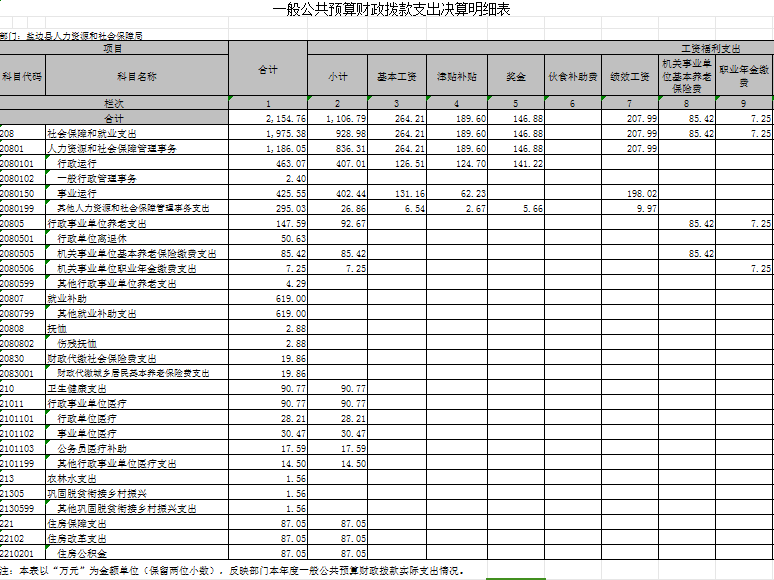 一般公共预算财政拨款支出决算明细表
部门：盐边县人力资源和社会保障局
项目 合计 工资福利支出
科目代码 科目名称 小计 基本工资 津贴补贴 奖金 伙食补助费 绩效工资 机关事业单位基本养老保险费 职业年金缴费
栏次 1 2 3 4 5 6 7 8 9
合计 2,154.76 1,106.79 264.21 189.60 146.88 207.99 85.42 7.25
208 社会保障和就业支出 1,975.38 928.98 264.21 189.60 146.88 207.99 85.42 7.25
20801 人力资源和社会保障管理事务 1,186.05 836.31 264.21 189.60 146.88 207.99
2080101 行政运行 463.07 407.01 126.51 124.70 141.22
2080102 一般行政管理事务 2.40
2080150 事业运行 425.55 402.44 131.16 62.23 198.02
2080199 其他人力资源和社会保障管理事务支出 295.03 26.86 6.54 2.67 5.66 9.97
20805 行政事业单位养老支出 147.59 92.67 85.42 7.25
2080501 行政单位离退休 50.63
2080505 机关事业单位基本养老保险缴费支出 85.42 85.42 85.42
2080506 机关事业单位职业年金缴费支出 7.25 7.25 7.25
2080599 其他行政事业单位养老支出 4.29
20807 就业补助 619.00
2080799 其他就业补助支出 619.00
20808 抚恤 2.88
2080802 伤残抚恤 2.88
20830 财政代缴社会保险费支出 19.86
2083001 财政代缴城乡居民基本养老保险费支出 19.86
210 卫生健康支出 90.77 90.77
21011 行政事业单位医疗 90.77 90.77
2101101 行政单位医疗 28.21 28.21
2101102 事业单位医疗 30.47 30.47
2101103 公务员医疗补助 17.59 17.59
2101199 其他行政事业单位医疗支出 14.50 14.50
213 农林水支出 1.56
21305 巩固脱贫衔接乡村振兴 1.56
2130599 其他巩固脱贫衔接乡村振兴支出 1.56
221 住房保障支出 87.05 87.05
22102 住房改革支出 87.05 87.05
2210201 住房公积金 87.05 87.05
注：本表以“万元”为金额单位（保留两位小数），反映部门本年度一般公共预算财政拨款实际支出情况。